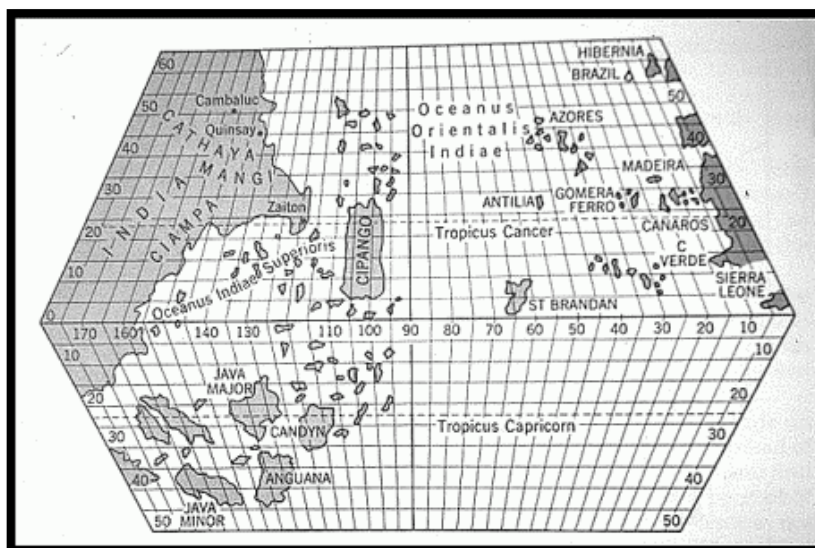 HIBERNIA
60
BRAZIL
50
50
Cambaluc
Oceanus
Orientalis
Indiae
AZORES
40
Quinsay
CATHAYA
MANGI
INDIA
CIAMPA
40
MADEIRA
30
30
ANTILIA
GOMERA
FERRO
Zaiton
20
Tropicus Cancer
CANAROS
20
CIPANGO
Oceanus Indiae Superioris
C
VERDE
10
SIERRA
LEONE
ST BRANDAN
0
170
160
140
130
120
110
100
90
80
70
60
50
40
30
20
10
10
10
20
20
JAVA
MAJOR
30
CANDYN
Tropicus Capricorn
30
40
ANGUANA
40
JAVA
MINOR
50
50